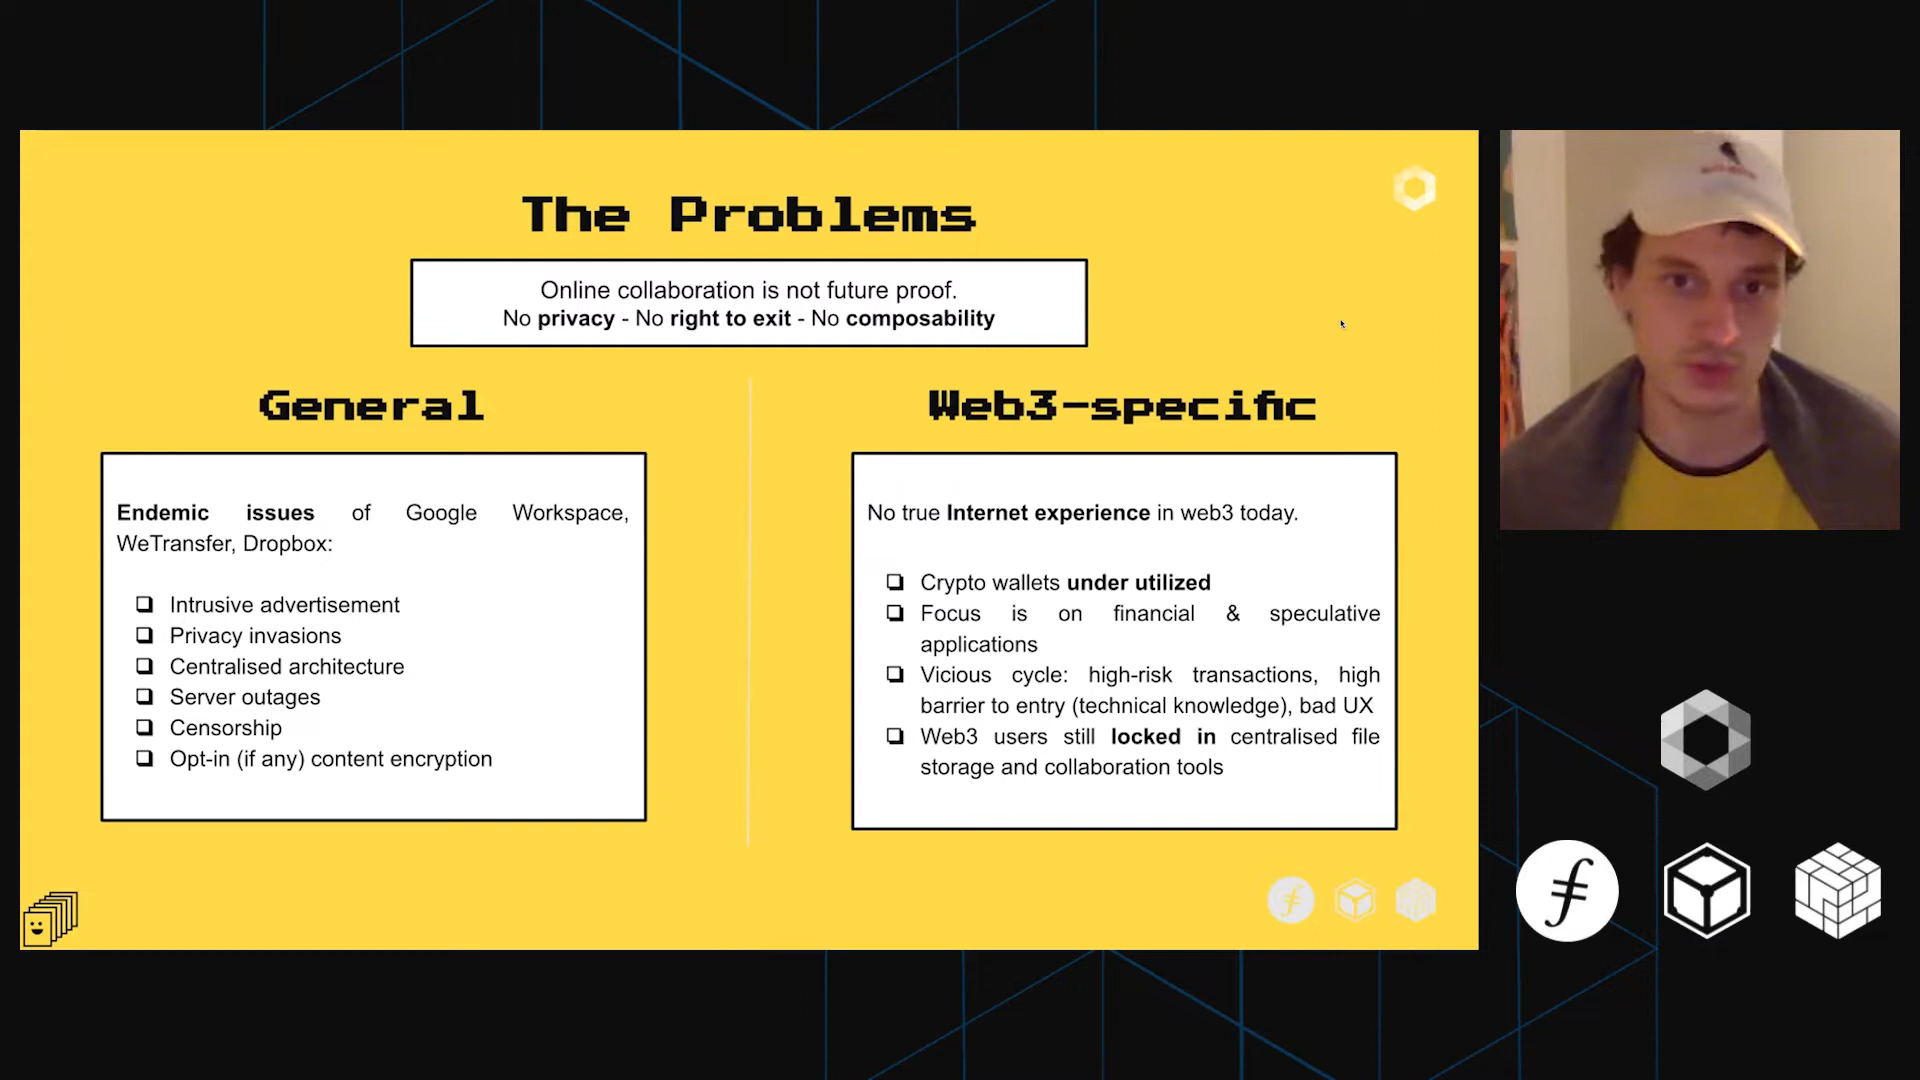 The Problems
Online collaboration is not future proof.
No privacy - No right to exit - No composability
General
Endemic issues of Google Workspace,
WeTransfer, Dropbox:
Intrusive advertisement
Privacy invasions
Centralised architecture
Server outages
Censorship
Opt-in (if any) content encryption
Web3-specific
No true Internet experience in web3 today.
Crypto wallets under utilized
Focus is on financial & speculative
applications
Vicious cycle: high-risk transactions, high
barrier to entry (technical knowledge), bad UX
Web3 users still locked in centralised file
storage and collaboration tools